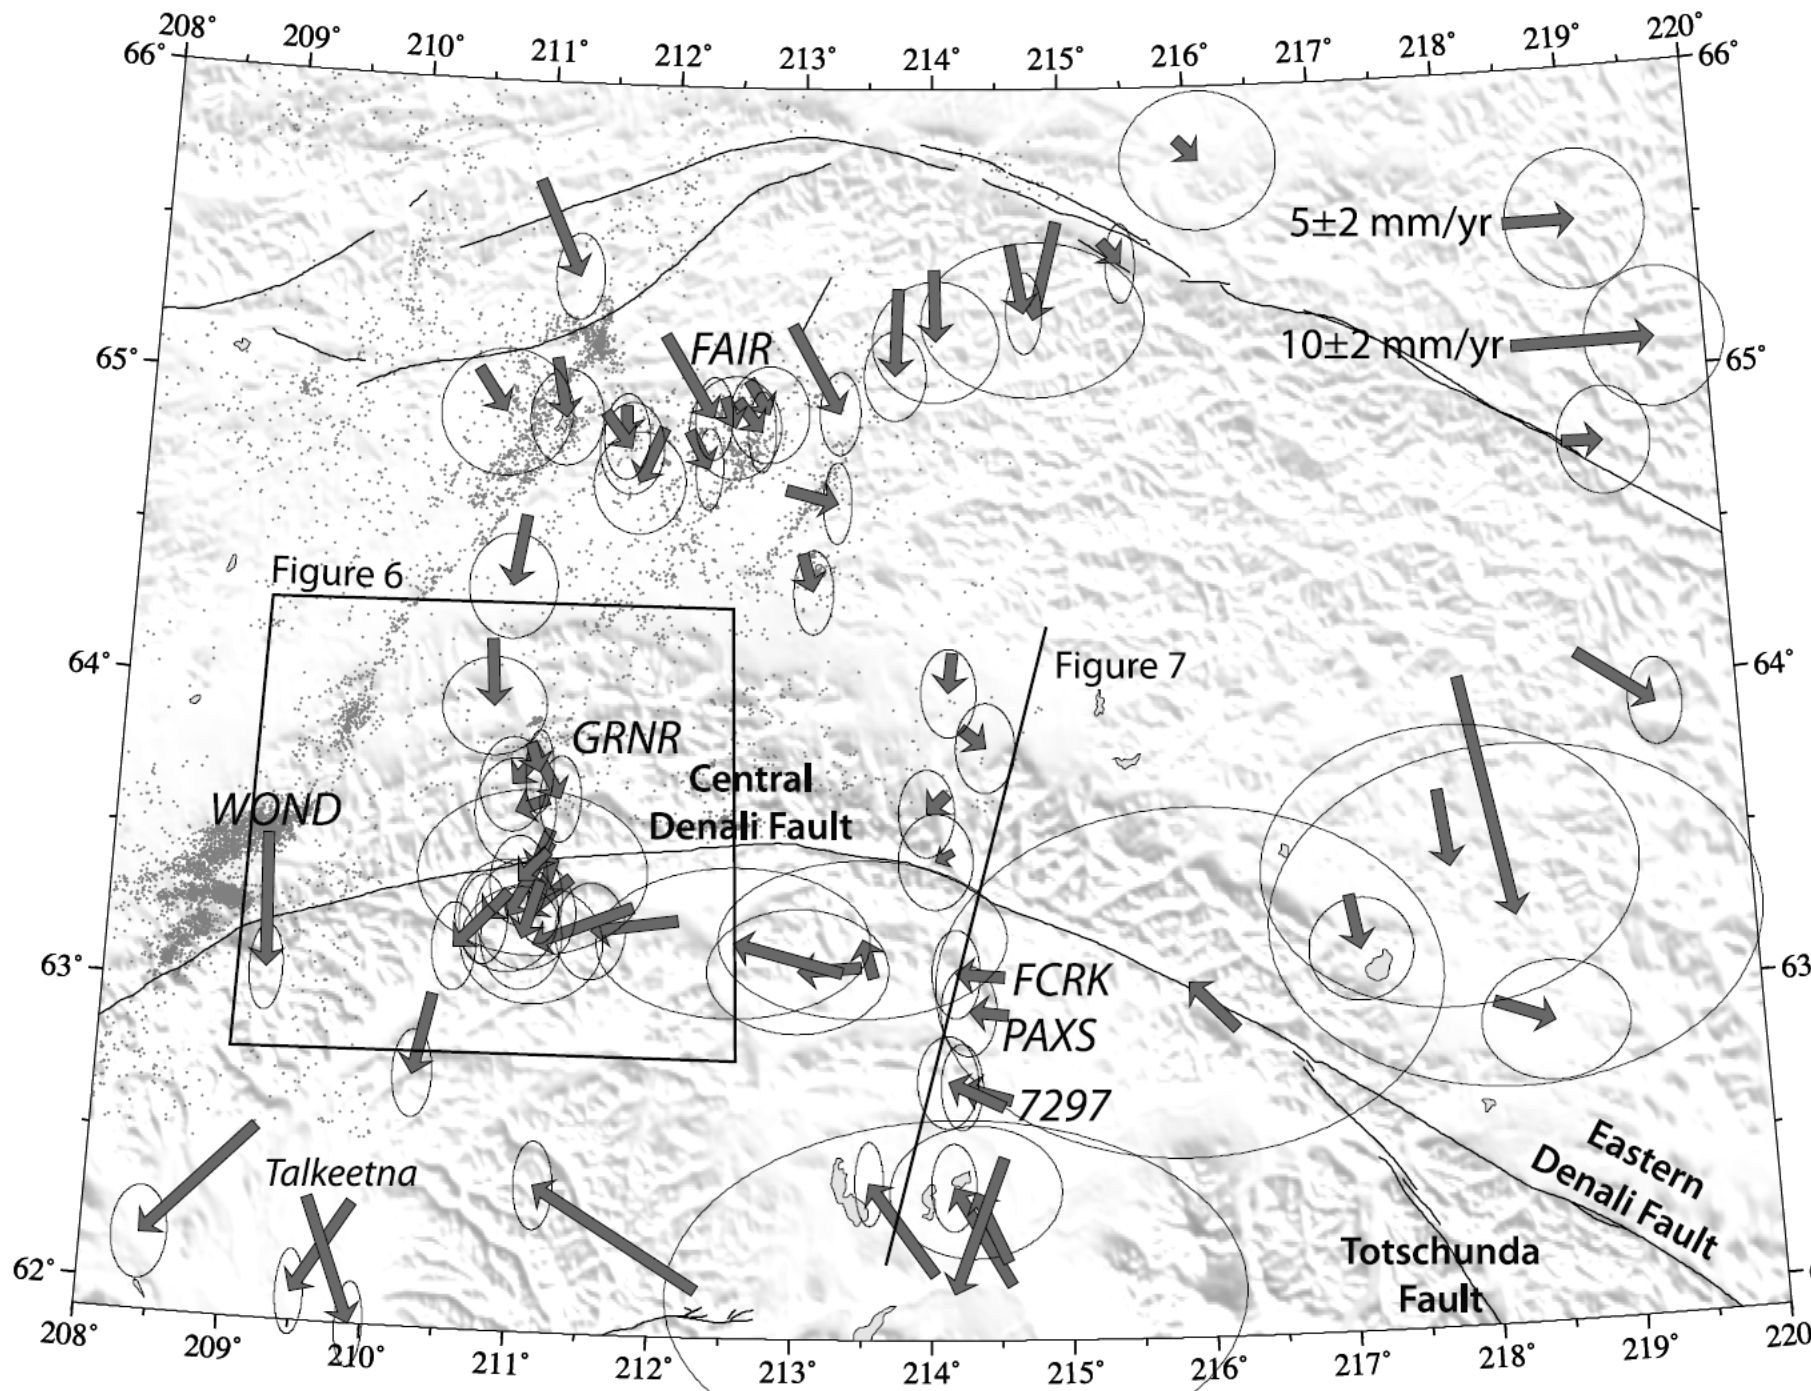 208° 209° 210° 211° 212° 213° 214° 215° 216° 217° 218° 219° 220°
66° 66°
5±2 mm/yr
10±2 mm/yr
FAIR
65° 65°
Figure 6
64° 64°
Figure 7
GRNR
Central
Denali Fault
WOND
63° 63
FCRK
PAXS
7297
Talkeetna
Eastern
Denali Fault
Totschunda
Fault
62°
208° 209° 210° 211° 212° 213° 214° 215° 216° 217° 218° 219° 220